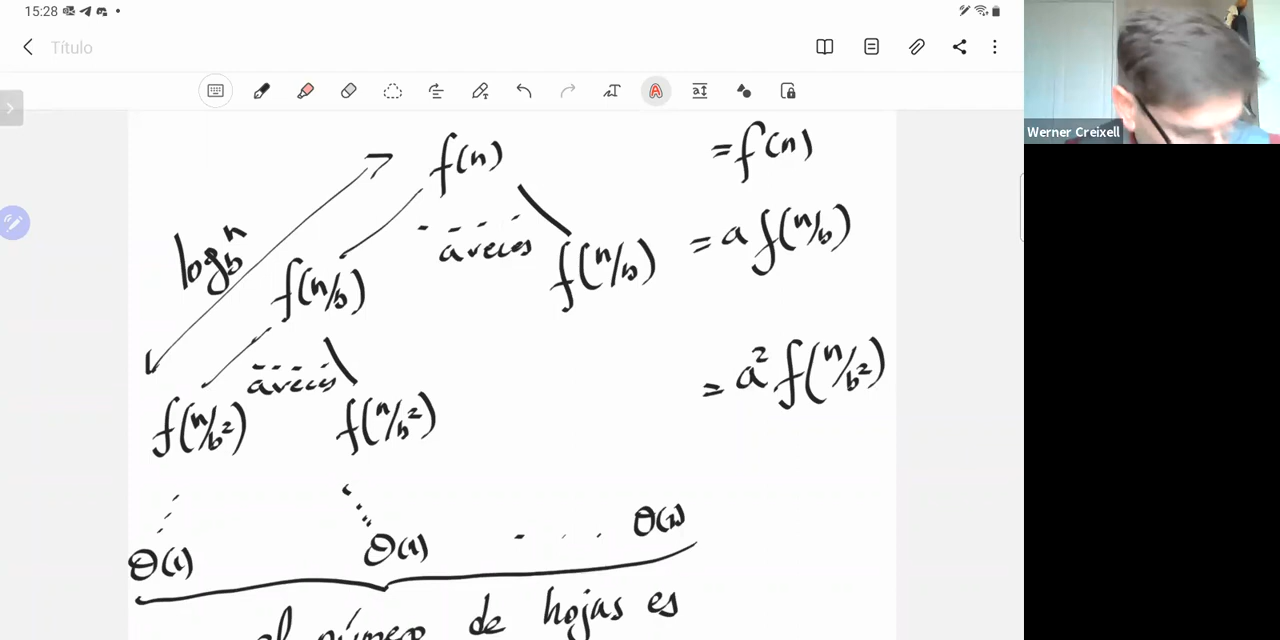 15:28
Título
Werner Creixell
f(n) = f(n)
log_b^n
a veces
f(n/b) f(n/b) = a f(n/b)
a veces
f(n/b²) f(n/b²) = a² f(n/b²)
Θ(1) Θ(1) . . . Θ(1)
el número de hojas es